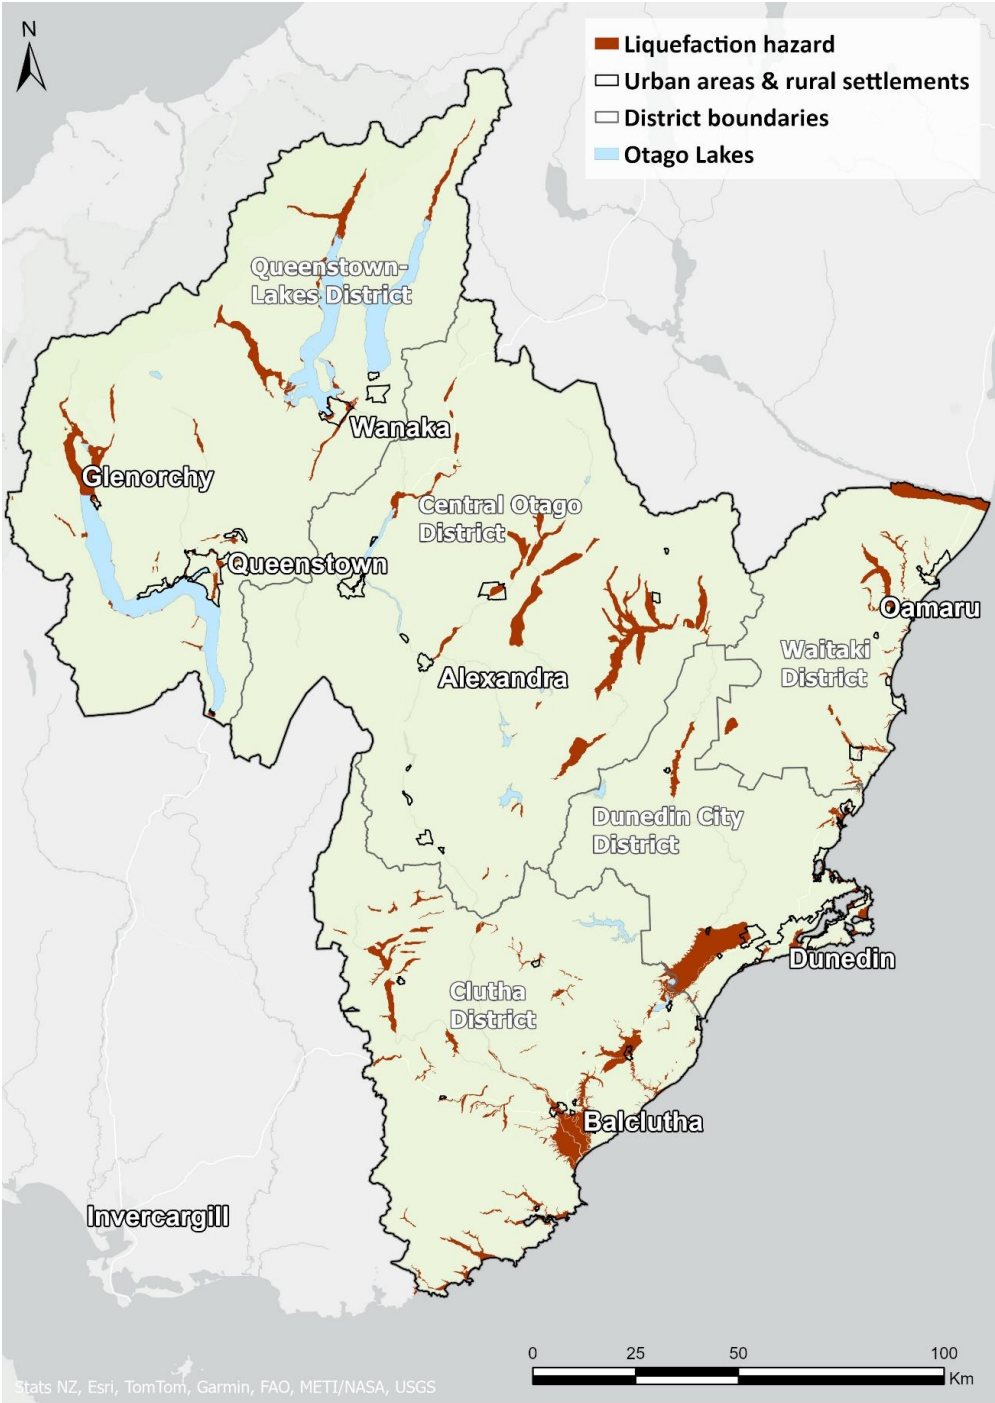 N
Liquefaction hazard
Urban areas & rural settlements
District boundaries
Otago Lakes
Queenstown-
Lakes District
Wanaka
Glenorchy
Central Otago
District
Queenstown
Oamaru
Waitaki
District
Alexandra
Dunedin City
District
Dunedin
Clutha
District
Balclutha
Invercargill
0 25 50 100
Km
Stats NZ, Esri, TomTom, Garmin, FAO, METI/NASA, USGS